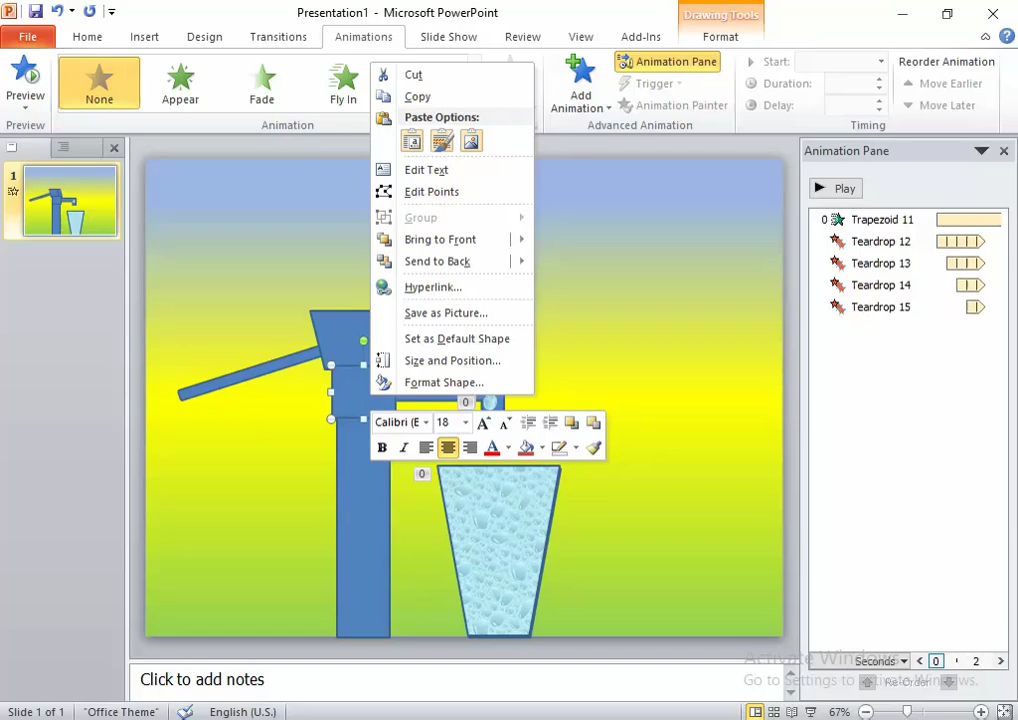 Presentation1 - Microsoft PowerPoint
Drawing Tools
File
Home
Insert
Design
Transitions
Animations
Slide Show
Review
View
Add-Ins
Format
Preview
None
Appear
Fade
Fly In
Add
Animation
Animation Pane
Trigger
Animation Painter
Start:
Duration:
Delay:
Reorder Animation
Move Earlier
Move Later
Preview
Animation
Advanced Animation
Timing
Cut
Copy
Paste Options:
a
Edit Text
Edit Points
Group
Bring to Front
Send to Back
Hyperlink...
Save as Picture...
Set as Default Shape
Size and Position...
Format Shape...
Calibri (E
18
A
A
B
I
A
0
0
1
Animation Pane
Play
0 Trapezoid 11
Teardrop 12
Teardrop 13
Teardrop 14
Teardrop 15
Seconds
0
2
Re-Order
Activate Windows
Go to Settings to activate Windows.
Click to add notes
Slide 1 of 1
"Office Theme"
English (U.S.)
67%